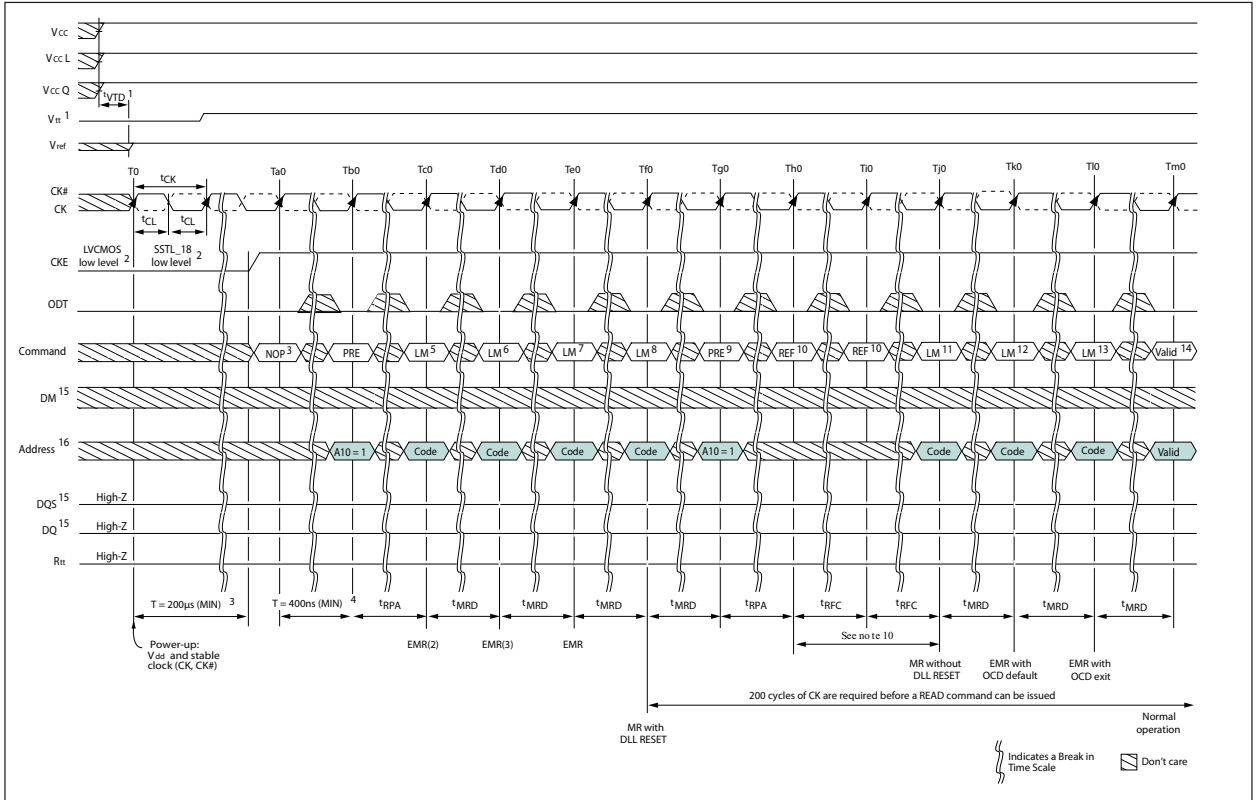 Vcc
Vcc L
Vcc Q
tVTD 1
Vtt 1
Vref
T0 Ta0 Tb0 Tc0 Td0 Te0 Tf0 Tg0 Th0 Ti0 Tj0 Tk0 Tl0 Tm0
tCK
CK#
CK
tCL tCL
LVCMOS
low level 2
SSTL_18
low level 2
CKE
ODT
Command NOP 3 PRE LM 5 LM 6 LM 7 LM 8 PRE 9 REF 10 REF 10 LM 11 LM 12 LM 13 Valid 14
DM 15
Address 16 A10 = 1 Code Code Code Code A10 = 1 Code Code Code Valid
DQS 15 High-Z
DQ 15 High-Z
Rtt High-Z
T = 200μs (MIN) 3 T = 400ns (MIN) 4 tRPA tMRD tMRD tMRD tMRD tRPA tRFC tRFC tMRD tMRD tMRD
See no te 10
Power-up:
Vdd and stable
clock (CK, CK#)
EMR(2) EMR(3) EMR
MR without
DLL RESET
EMR with
OCD default
EMR with
OCD exit
200 cycles of CK are required before a READ command can be issued
MR with
DLL RESET
Normal
operation
Indicates a Break in
Time Scale
Don't care